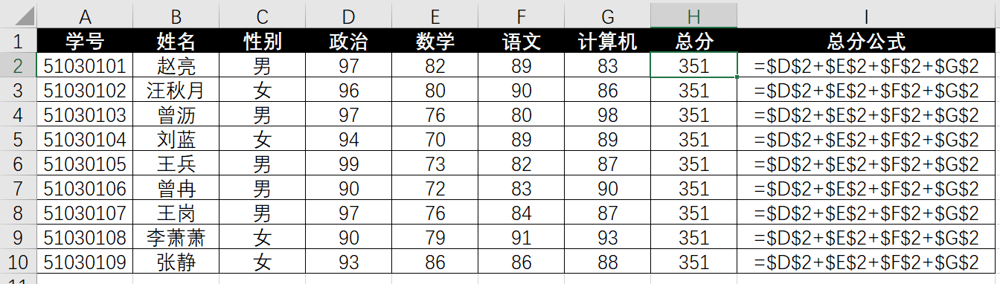 A B C D E F G H I
1 学号 姓名 性别 政治 数学 语文 计算机 总分 总分公式
2 51030101 赵亮 男 97 82 89 83 351 =$D$2+$E$2+$F$2+$G$2
3 51030102 汪秋月 女 96 80 90 86 351 =$D$2+$E$2+$F$2+$G$2
4 51030103 曾沥 男 97 76 80 98 351 =$D$2+$E$2+$F$2+$G$2
5 51030104 刘蓝 女 94 70 89 89 351 =$D$2+$E$2+$F$2+$G$2
6 51030105 王兵 男 99 73 82 87 351 =$D$2+$E$2+$F$2+$G$2
7 51030106 曾冉 男 90 72 83 90 351 =$D$2+$E$2+$F$2+$G$2
8 51030107 王岗 男 97 76 84 87 351 =$D$2+$E$2+$F$2+$G$2
9 51030108 李萧萧 女 90 79 91 93 351 =$D$2+$E$2+$F$2+$G$2
10 51030109 张静 女 93 86 86 88 351 =$D$2+$E$2+$F$2+$G$2
11